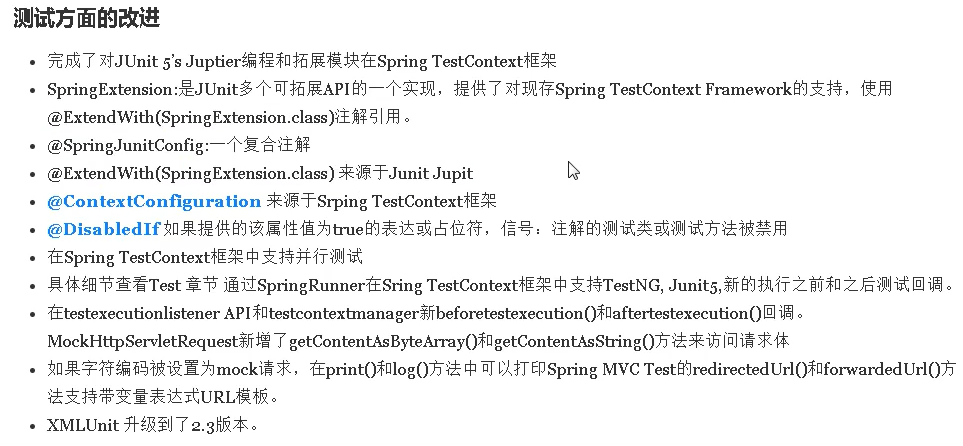 测试方面的改进
完成了对JUnit 5’s Juptier编程和拓展模块在Spring TestContext框架
SpringExtension:是JUnit多个可拓展API的一个实现，提供了对现存Spring TestContext Framework的支持，使用
@ExtendWith(SpringExtension.class)注解引用。
@SpringJunitConfig:一个复合注解
@ExtendWith(SpringExtension.class) 来源于Junit Jupit
@ContextConfiguration 来源于Srping TestContext框架
@DisabledIf 如果提供的该属性值为true的表达或占位符，信号：注解的测试类或测试方法被禁用
在Spring TestContext框架中支持并行测试
具体细节查看Test 章节 通过SpringRunner在Sring TestContext框架中支持TestNG, Junit5,新的执行之前和之后测试回调。
在testexecutionlistener API和testcontextmanager新beforetestexecution()和aftertestexecution()回调。
MockHttpServletRequest新增了getContentAsByteArray()和getContentAsString()方法来访问请求体
如果字符编码被设置为mock请求，在print()和log()方法中可以打印Spring MVC Test的redirectedUrl()和forwardedUrl()方
法支持带变量表达式URL模板。
XMLUnit 升级到了2.3版本。